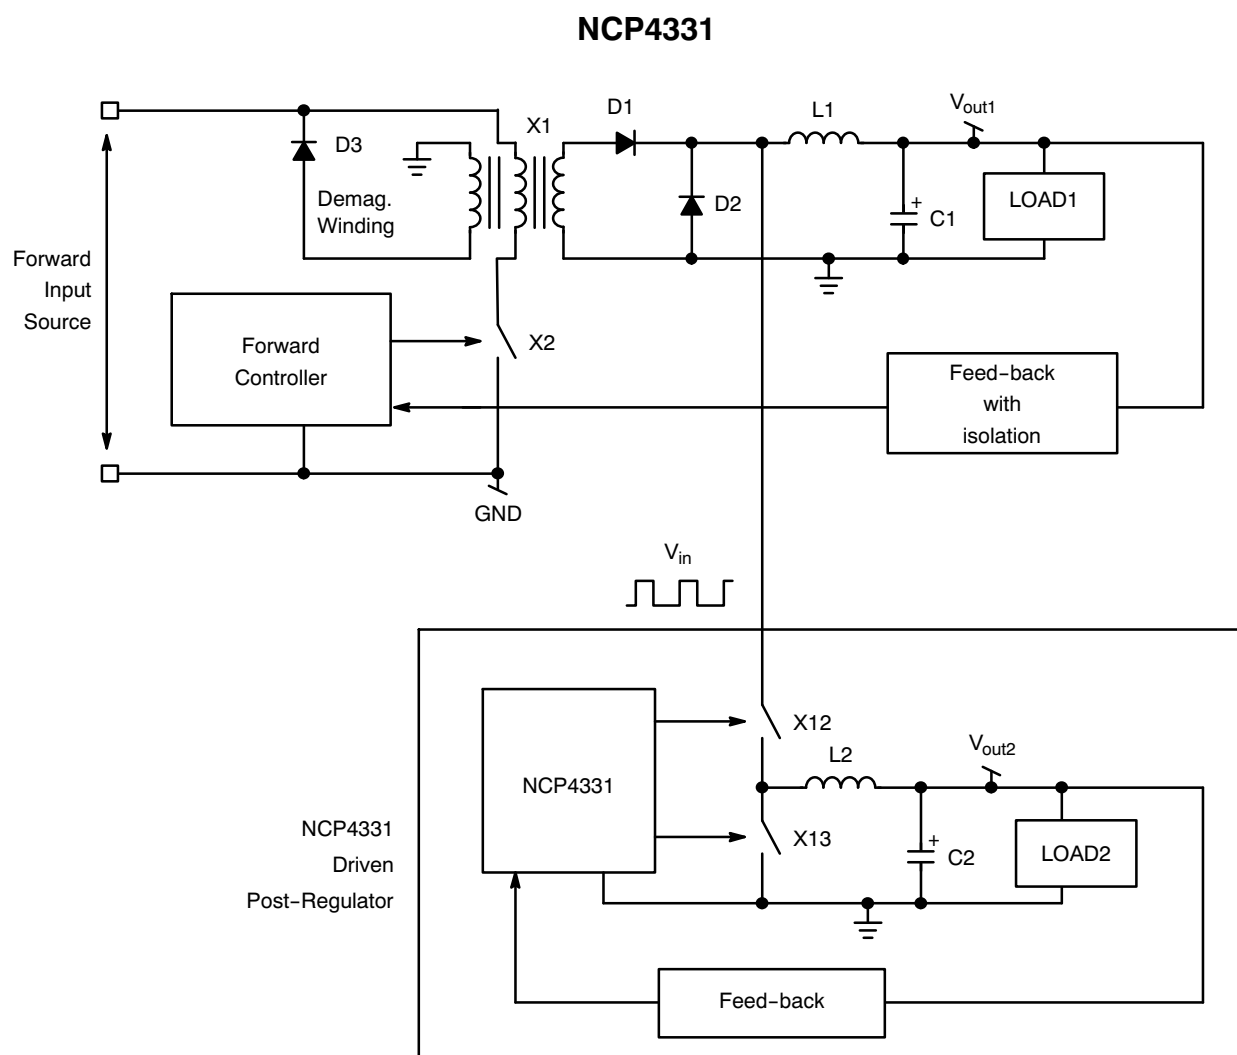 NCP4331
D3
Demag.
Winding
X1
D1
D2
L1
Vout1
C1
LOAD1
Forward
Input
Source
Forward
Controller
X2
Feed-back
with
isolation
GND
Vin
NCP4331
X12
X13
L2
Vout2
C2
LOAD2
NCP4331
Driven
Post-Regulator
Feed-back
+
+